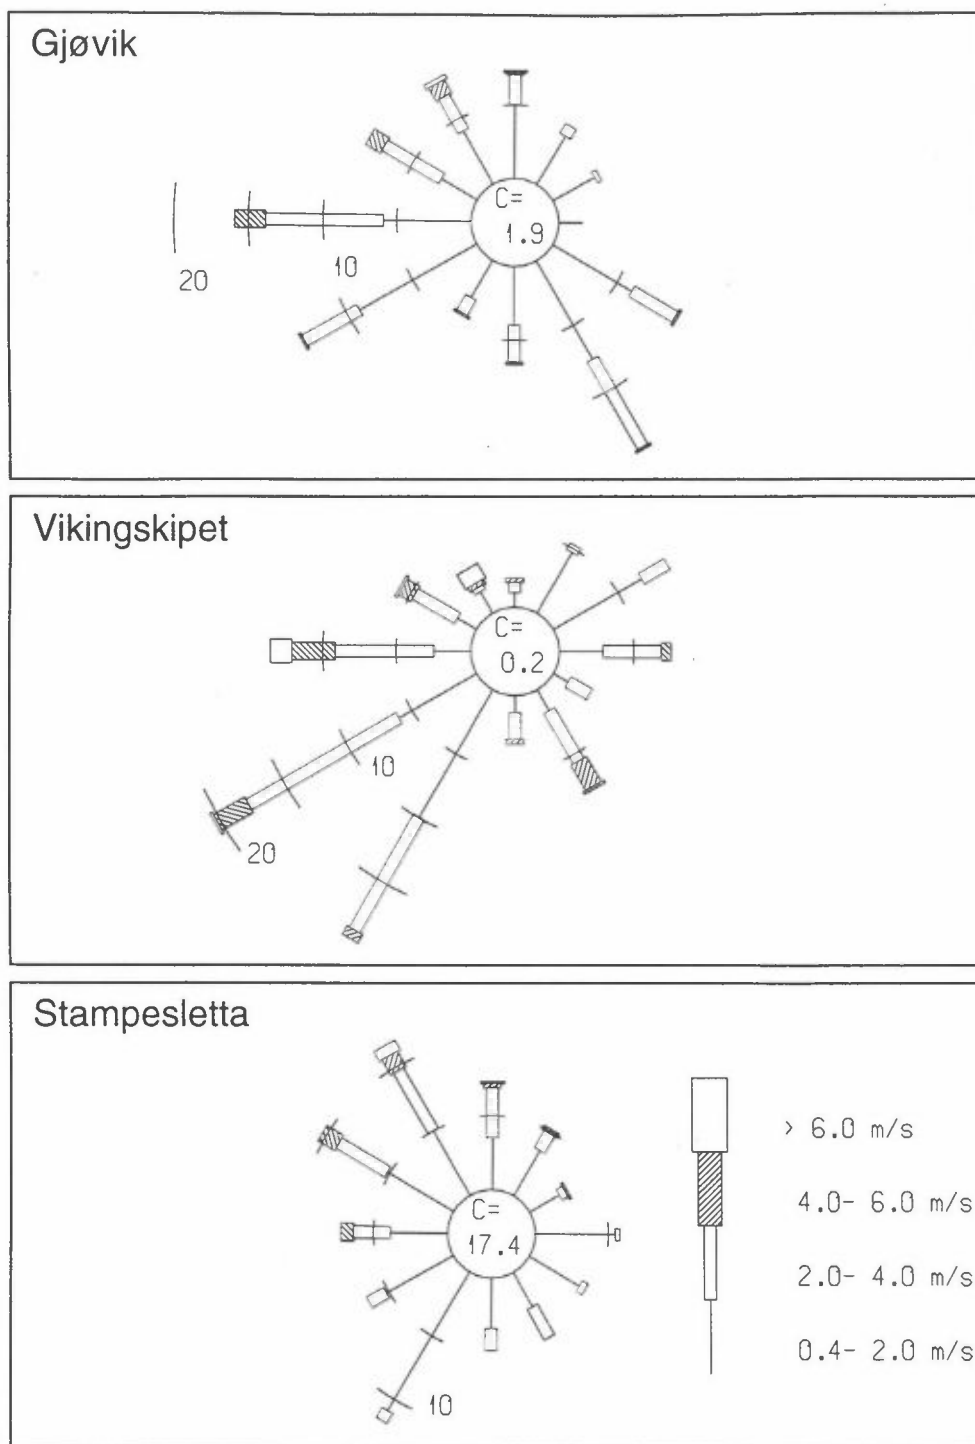 Gjøvik
C=
1.9
20
10
Vikingskipet
C=
0.2
10
20
Stampesletta
C=
17.4
10
> 6.0 m/s
4.0- 6.0 m/s
2.0- 4.0 m/s
0.4- 2.0 m/s